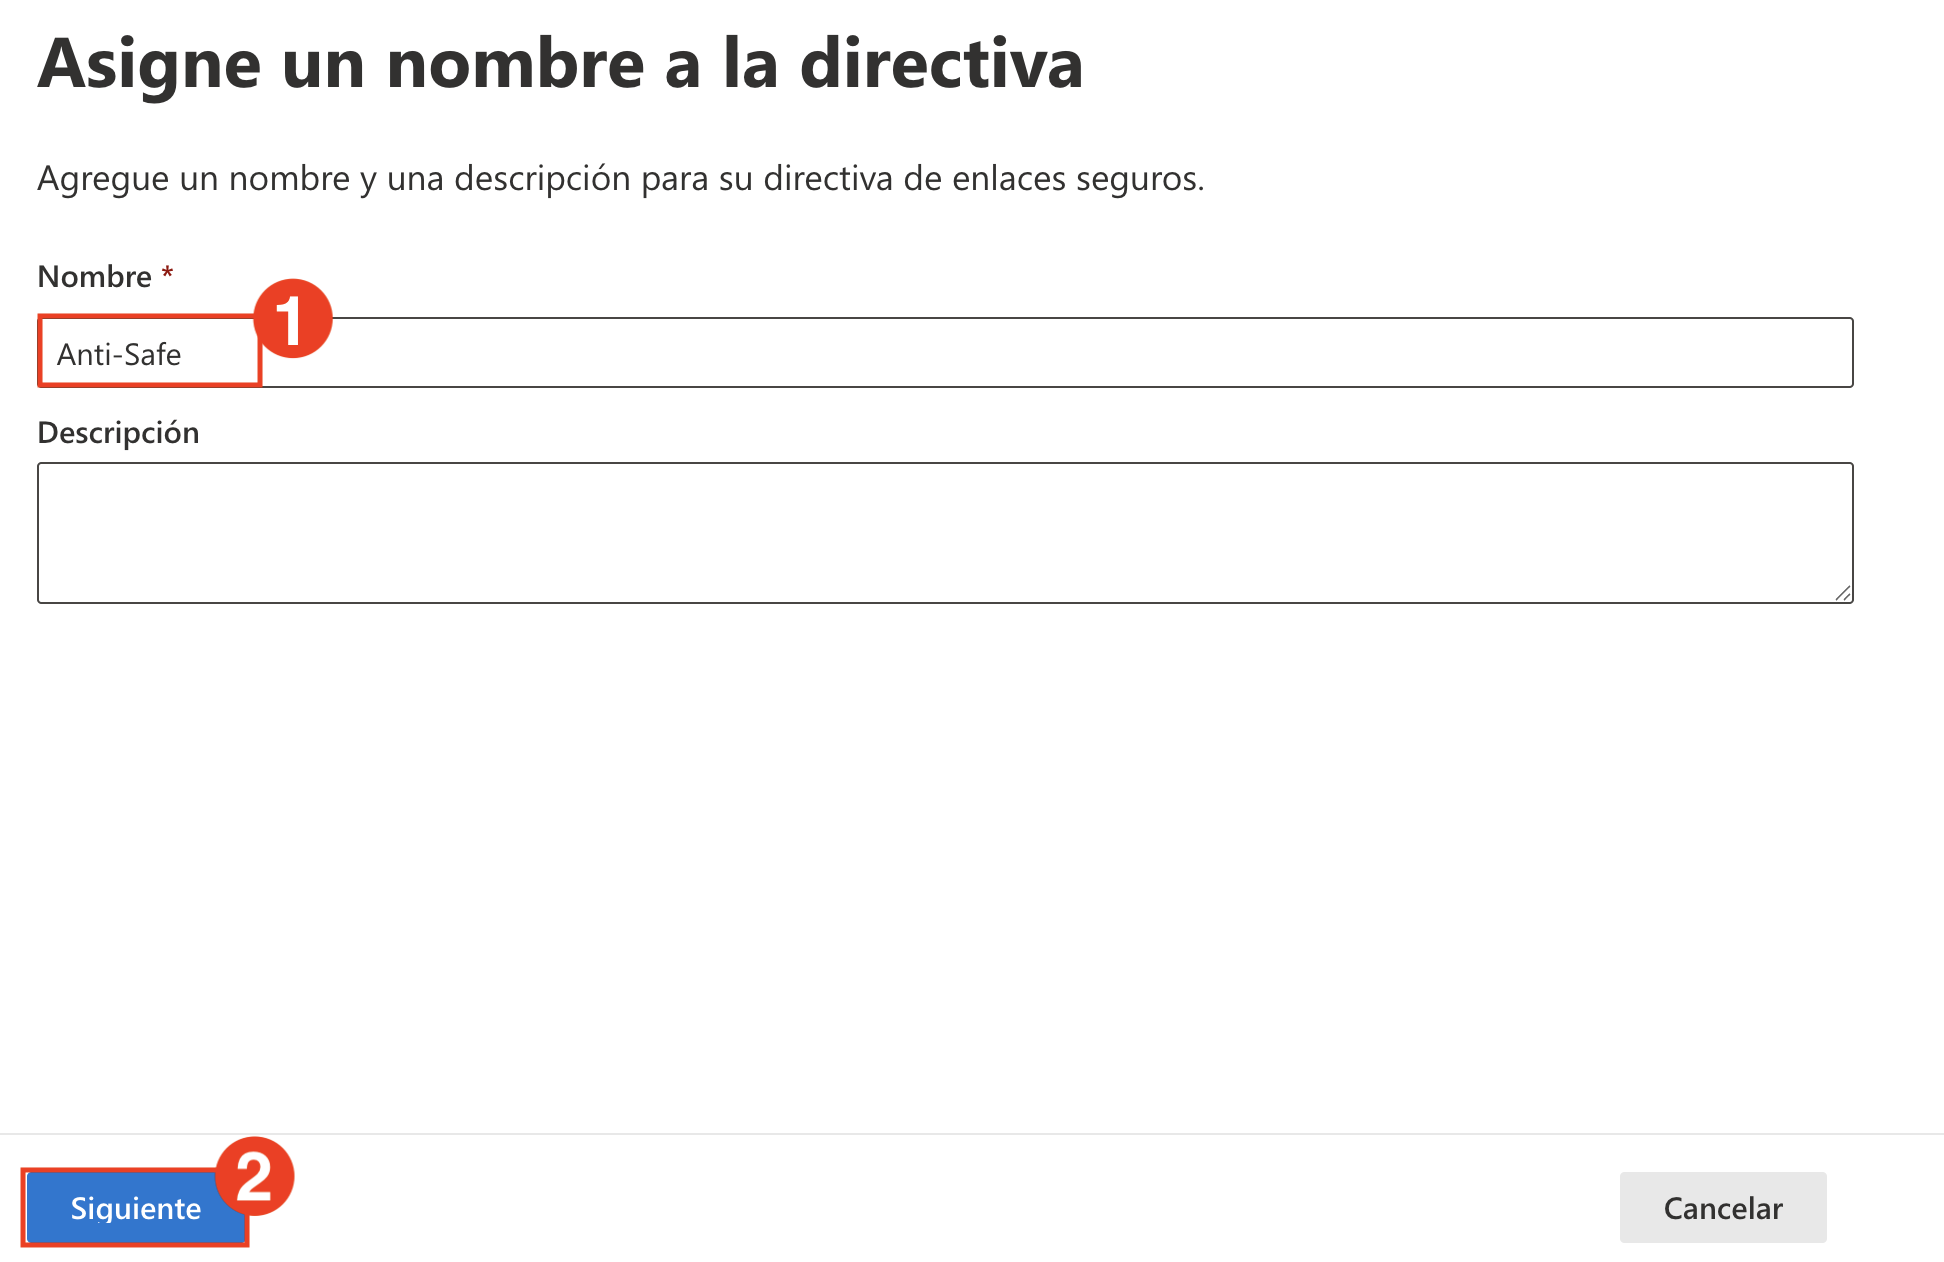 Asigne un nombre a la directiva
Agregue un nombre y una descripción para su directiva de enlaces seguros.
Nombre *
1
Anti-Safe
Descripción
2
Siguiente
Cancelar